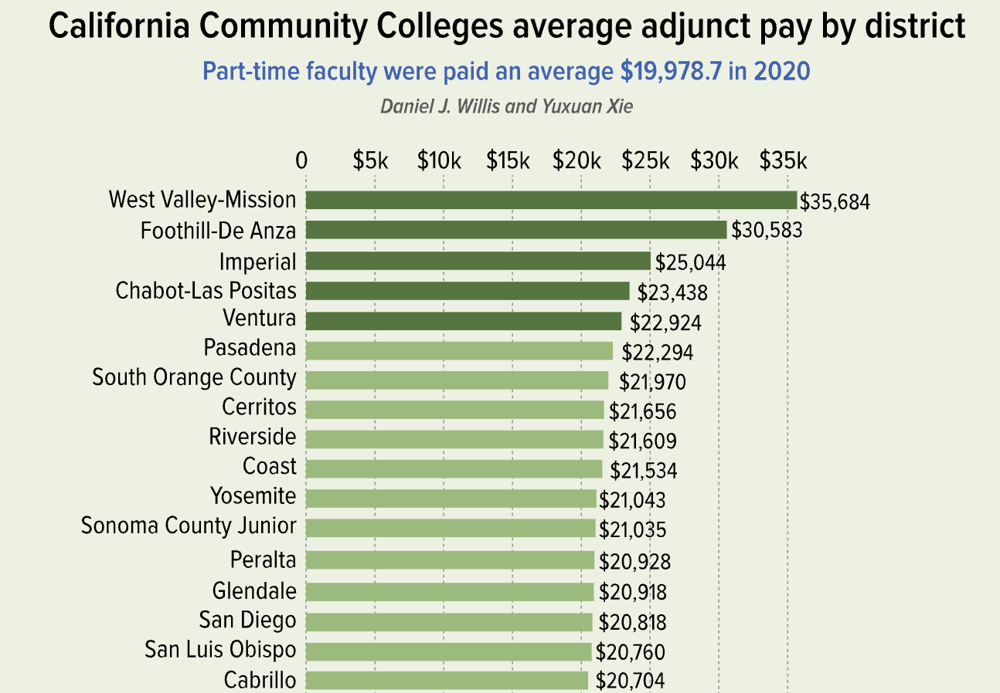 California Community Colleges average adjunct pay by district
Part-time faculty were paid an average $19,978.7 in 2020
Daniel J. Willis and Yuxuan Xie
0 $5k $10k $15k $20k $25k $30k $35k
West Valley-Mission $35,684
Foothill-De Anza $30,583
Imperial $25,044
Chabot-Las Positas $23,438
Ventura $22,924
Pasadena $22,294
South Orange County $21,970
Cerritos $21,656
Riverside $21,609
Coast $21,534
Yosemite $21,043
Sonoma County Junior $21,035
Peralta $20,928
Glendale $20,918
San Diego $20,818
San Luis Obispo $20,760
Cabrillo $20,704